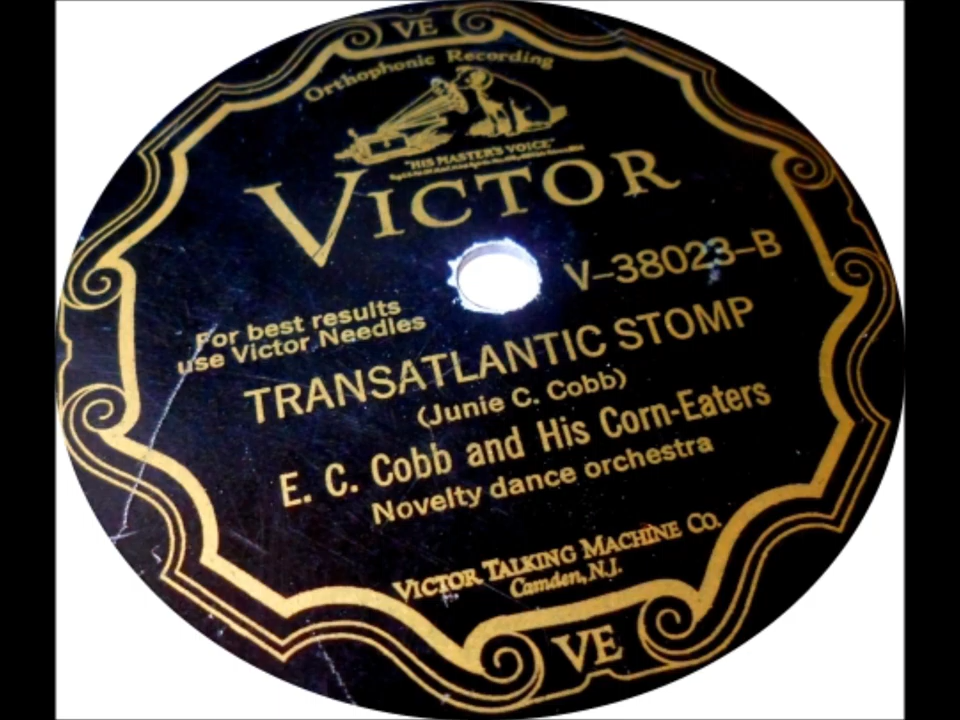 VE
Orthophonic Recording
"HIS MASTER'S VOICE"
VICTOR
V-38023-B
For best results
use Victor Needles
TRANSATLANTIC STOMP
(Junie C. Cobb)
E. C. Cobb and His Corn-Eaters
Novelty dance orchestra
VICTOR TALKING MACHINE CO.
Camden, N.J.
VE